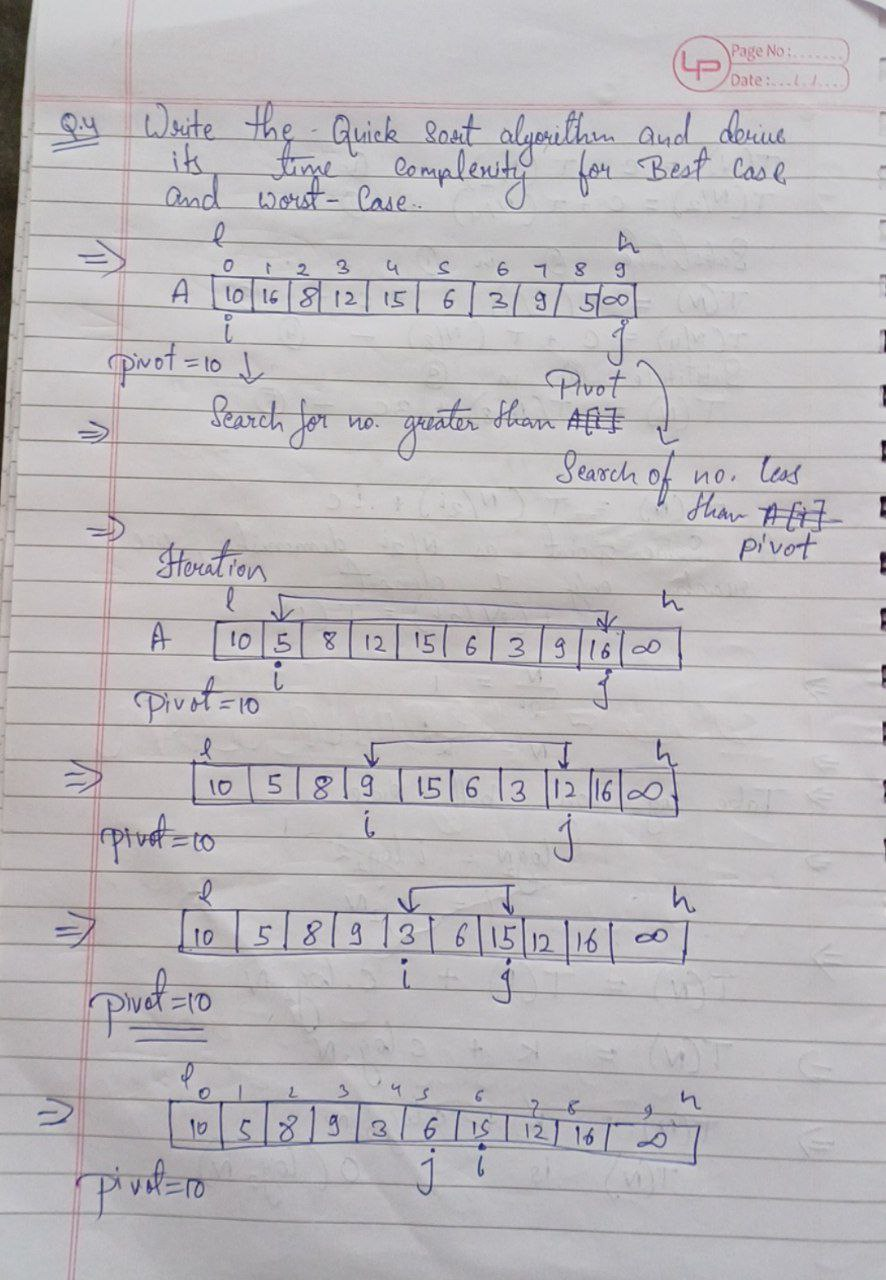 LP
Page No:.......
Date:.../.../...
Q.4 Write the Quick Sort algorithm and derive
its time complexity for Best Case
and worst-Case..
l h
⇒ 0 1 2 3 4 5 6 7 8 9
A 10 16 8 12 15 6 3 9 5 ∞
i j
pivot=10 ↓ Pivot
⇒ Search for no. greater than A[i]
Search of no. less
⇒ than A[i]
pivot
Iteration
l h
A 10 5 8 12 15 6 3 9 16 ∞
i j
pivot=10
l h
⇒ 10 5 8 9 15 6 3 12 16 ∞
i j
pivot=10
l h
⇒ 10 5 8 9 3 6 15 12 16 ∞
i j
pivot=10
l 0 1 2 3 4 5 6 7 8 9 h
⇒ 10 5 8 9 3 6 15 12 16 ∞
j i
pivot=10